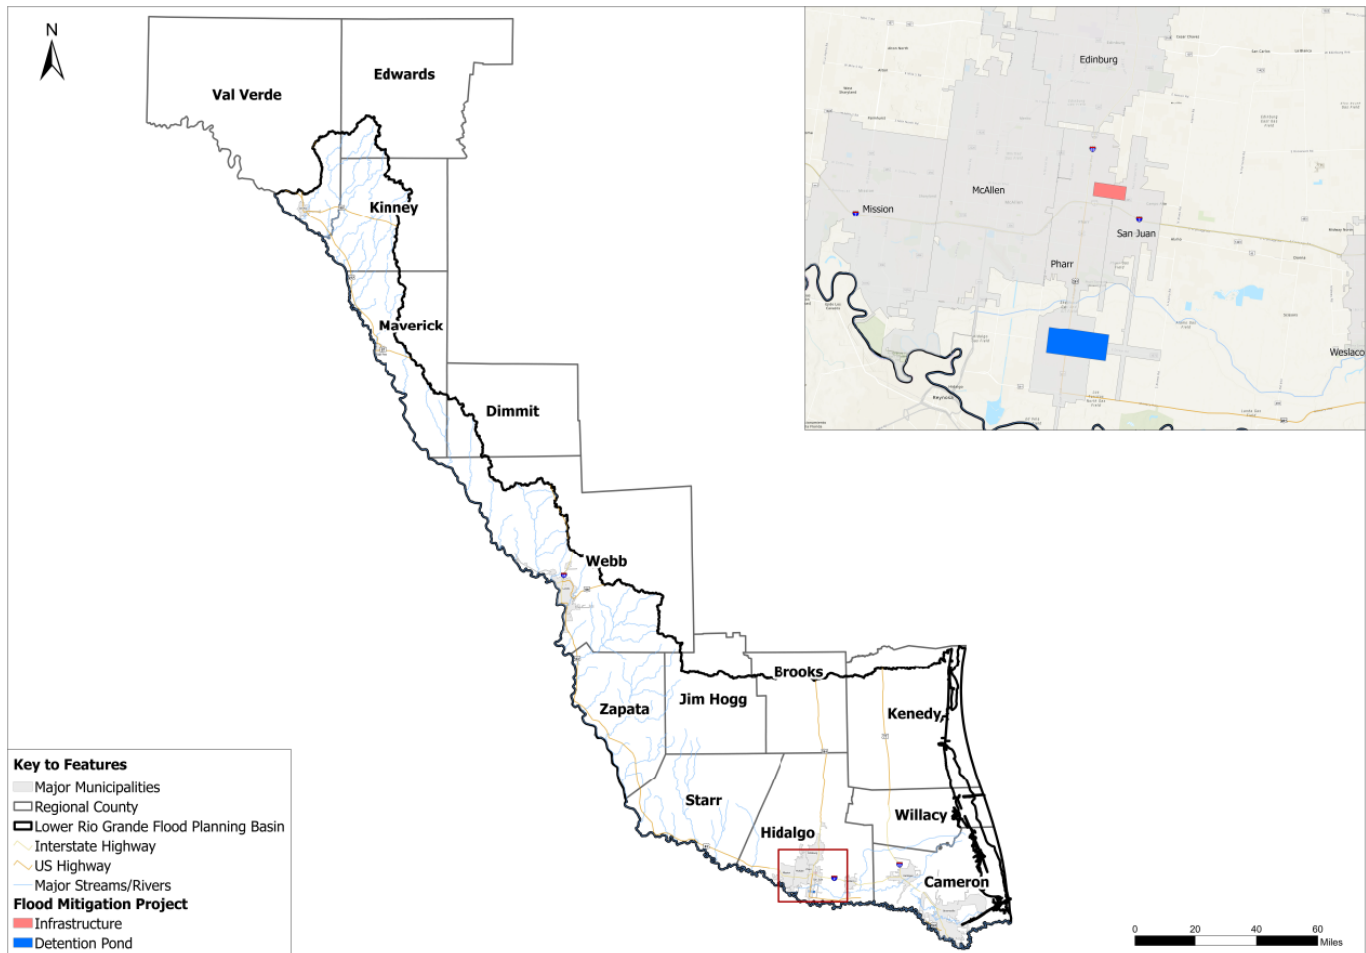 N
Val Verde
Edwards
Kinney
Maverick
Dimmit
Webb
Zapata
Jim Hogg
Brooks
Kenedy
Starr
Hidalgo
Willacy
Cameron
Edinburg
McAllen
Mission
San Juan
Pharr
Weslaco
Reynosa
Key to Features
Major Municipalities
Regional County
Lower Rio Grande Flood Planning Basin
Interstate Highway
US Highway
Major Streams/Rivers
Flood Mitigation Project
Infrastructure
Detention Pond
0 20 40 60
Miles